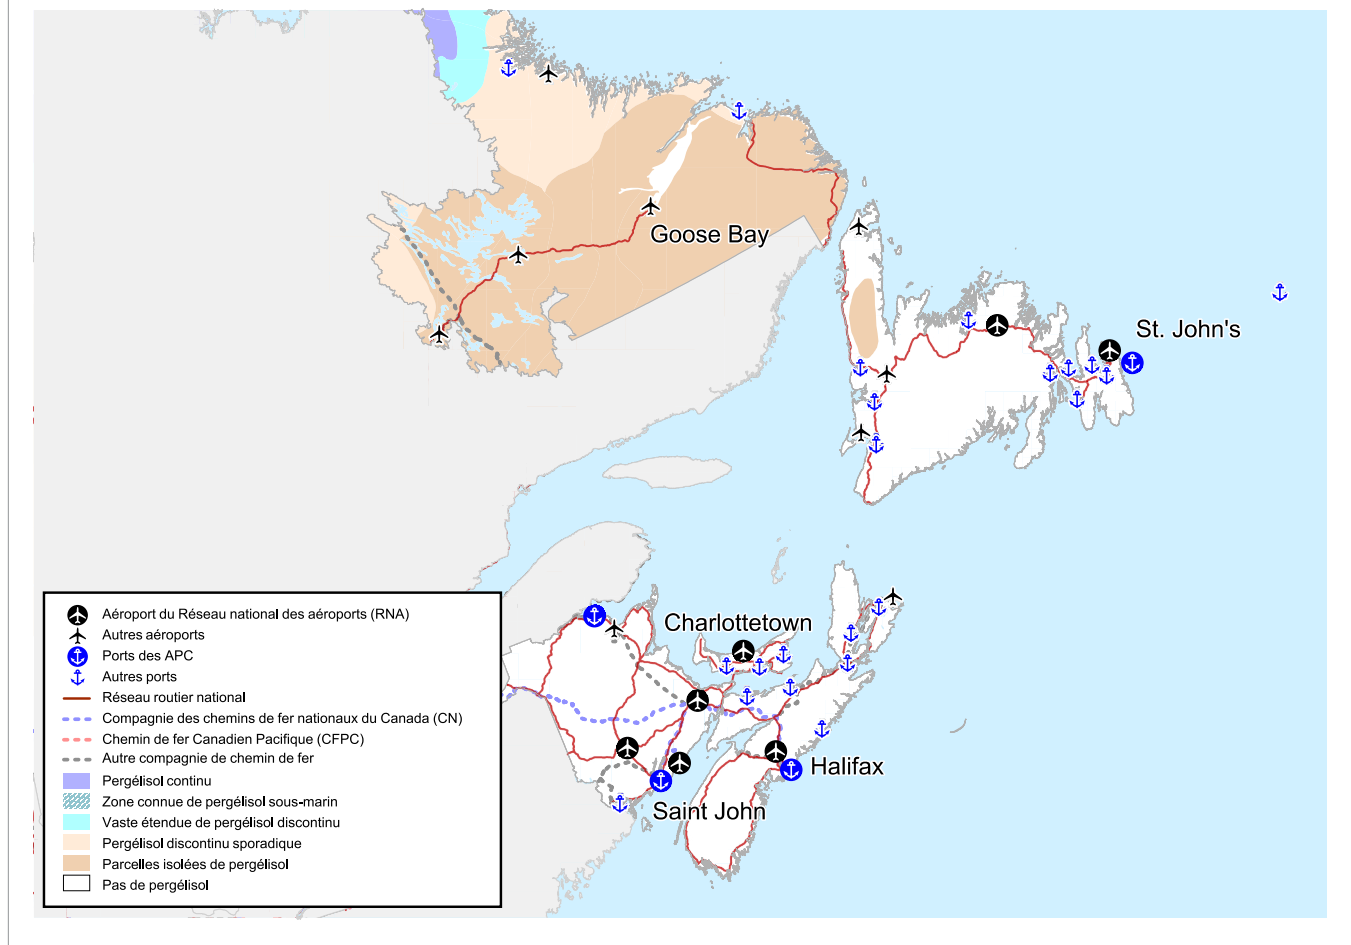 Goose Bay
St. John's
Charlottetown
Halifax
Saint John
Aéroport du Réseau national des aéroports (RNA)
Autres aéroports
Ports des APC
Autres ports
Réseau routier national
Compagnie des chemins de fer nationaux du Canada (CN)
Chemin de fer Canadien Pacifique (CFPC)
Autre compagnie de chemin de fer
Pergélisol continu
Zone connue de pergélisol sous-marin
Vaste étendue de pergélisol discontinu
Pergélisol discontinu sporadique
Parcelles isolées de pergélisol
Pas de pergélisol